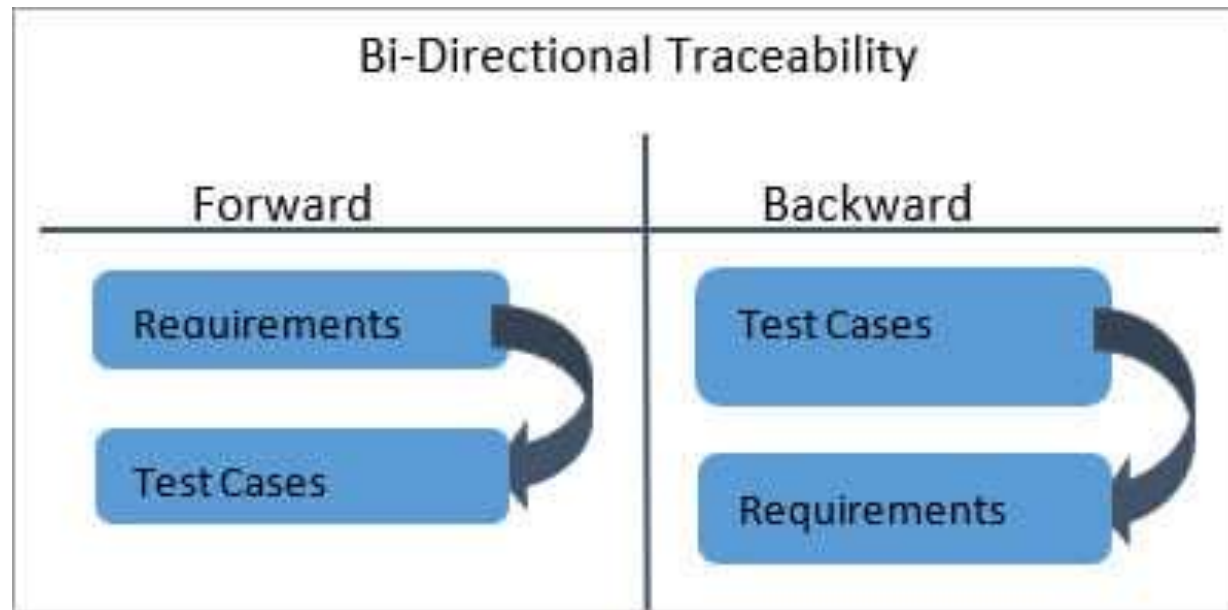 Bi-Directional Traceability
Forward
Backward
Requirements
Test Cases
Test Cases
Requirements